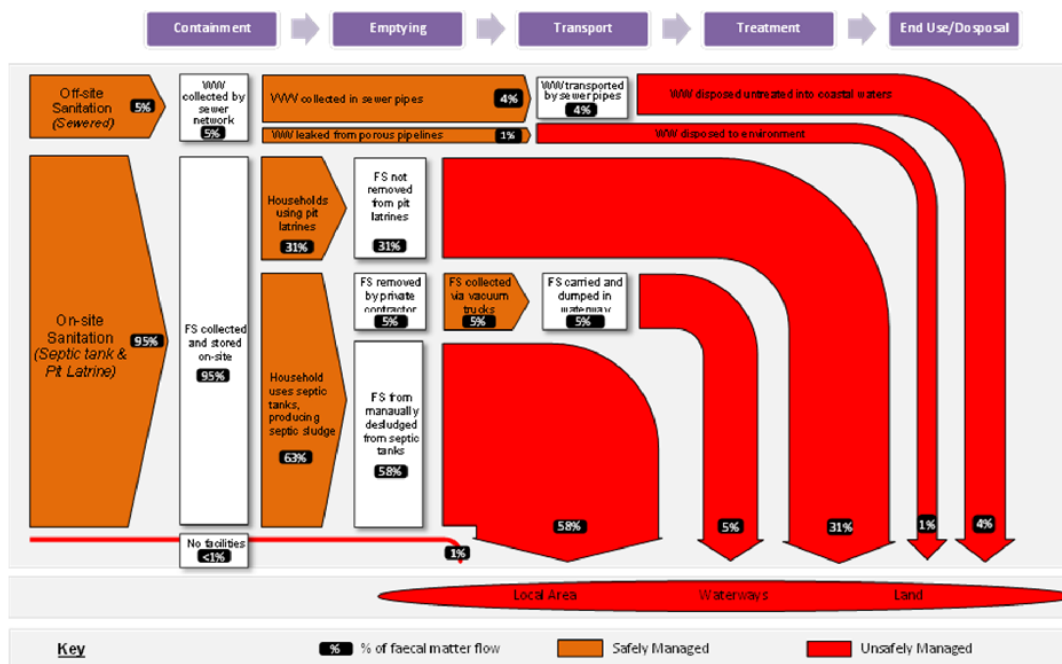 Containment
Emptying
Transport
Treatment
End Use/Dosposal
Off-site
Sanitation
(Sewered)
5%
WW
collected by
sewer
network
5%
WW collected in sewer pipes
4%
WW transported
by sewer pipes
4%
WW disposed untreated into coastal waters
WW leaked from porous pipelines
1%
WW disposed to environment
On-site
Sanitation
(Septic tank &
Pit Latrine)
95%
FS collected
and stored
on-site
95%
Households
using pit
latrines
31%
FS not
removed
from pit
latrines
31%
Household
uses septic
tanks,
producing
septic sludge
63%
FS removed
by private
contractor
5%
FS collected
via vacuum
trucks
5%
FS carried and
dumped in
waterway
5%
FS from
manaually
desludged
from septic
tanks
58%
58%
5%
31%
1%
4%
No facilities
<1%
1%
Local Area
Waterways
Land
Key
% % of faecal matter flow
Safely Managed
Unsafely Managed